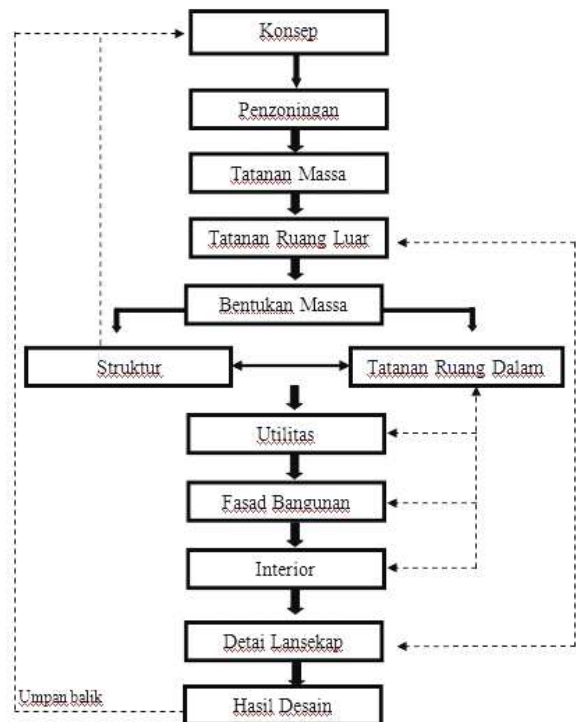 Konsep
Penzoningan
Tatanan Massa
Tatanan Ruang Luar
Bentukan Massa
Struktur
Tatanan Ruang Dalam
Utilitas
Fasad Bangunan
Interior
Detai Lansekap
Umpan balik
Hasil Desain